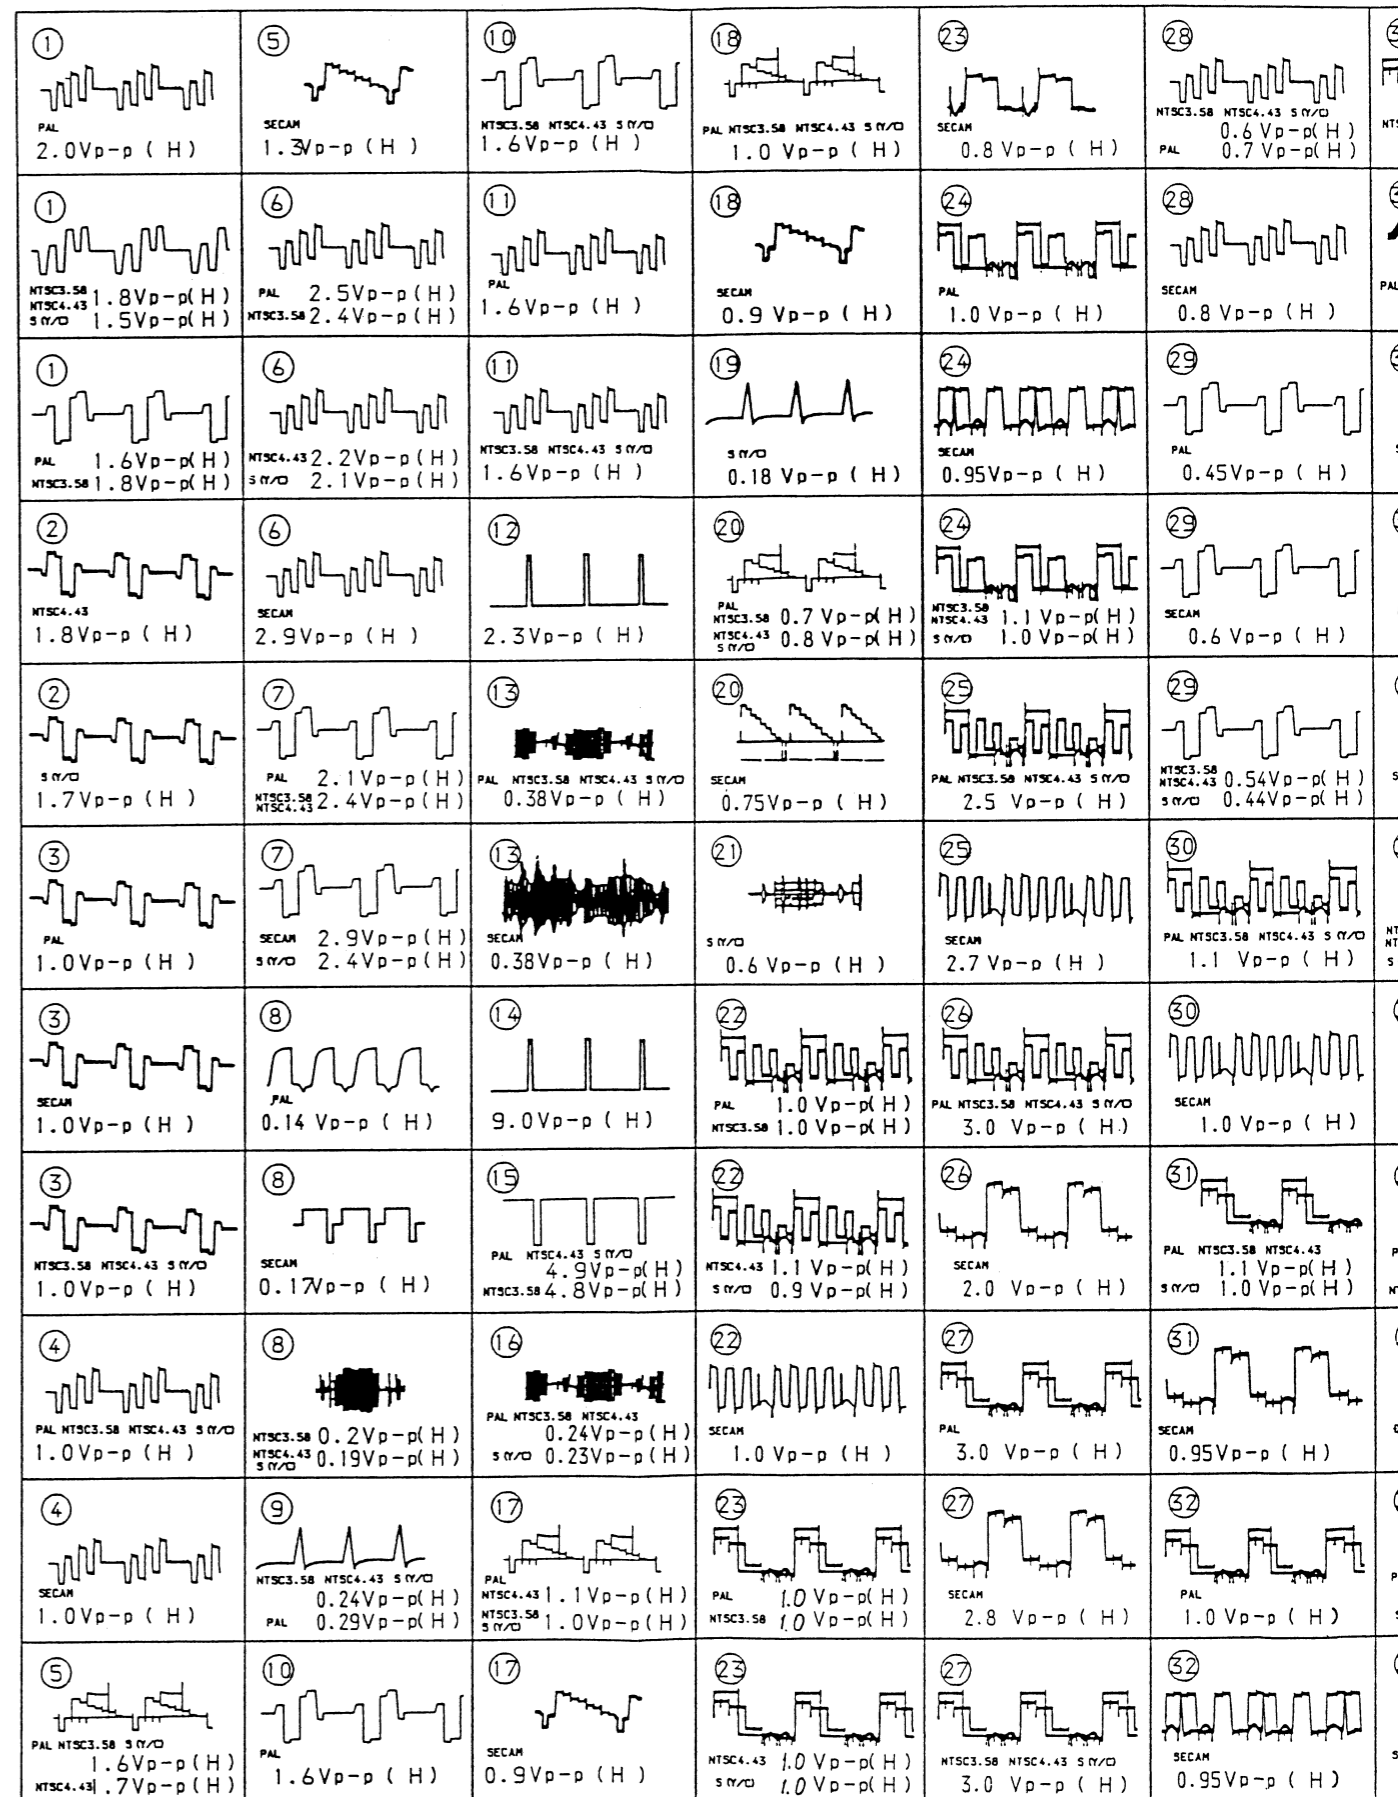 ①
PAL
2.0Vp-p ( H )
①
NTSC3.58
NTSC4.43 1.8Vp-p( H )
S (Y/C) 1.5Vp-p( H )
①
PAL 1.6Vp-p( H )
NTSC3.58 1.8Vp-p( H )
②
NTSC4.43
1.8Vp-p ( H )
②
S (Y/C)
1.7Vp-p ( H )
③
PAL
1.0Vp-p ( H )
③
SECAM
1.0Vp-p ( H )
③
NTSC3.58 NTSC4.43 S (Y/C)
1.0Vp-p ( H )
④
PAL NTSC3.58 NTSC4.43 S (Y/C)
1.0Vp-p ( H )
④
SECAM
1.0Vp-p ( H )
⑤
PAL NTSC3.58 S (Y/C)
1.6Vp-p ( H )
NTSC4.43 1.7Vp-p ( H )
⑤
SECAM
1.3Vp-p ( H )
⑥
PAL 2.5Vp-p ( H )
NTSC3.58 2.4Vp-p ( H )
⑥
NTSC4.43 2.2Vp-p ( H )
S (Y/C) 2.1Vp-p ( H )
⑥
SECAM
2.9Vp-p ( H )
⑦
PAL 2.1Vp-p ( H )
NTSC3.58
NTSC4.43 2.4Vp-p ( H )
⑦
SECAM 2.9Vp-p ( H )
S (Y/C) 2.4Vp-p ( H )
⑧
PAL
0.14 Vp-p ( H )
⑧
SECAM
0.17Vp-p ( H )
⑧
NTSC3.58 0.2Vp-p( H )
NTSC4.43
S (Y/C) 0.19Vp-p( H )
⑨
NTSC3.58 NTSC4.43 S (Y/C)
0.24Vp-p( H )
PAL 0.29Vp-p( H )
⑩
PAL
1.6Vp-p ( H )
⑩
NTSC3.58 NTSC4.43 S (Y/C)
1.6Vp-p ( H )
⑪
PAL
1.6Vp-p ( H )
⑪
NTSC3.58 NTSC4.43 S (Y/C)
1.6Vp-p ( H )
⑫
2.3Vp-p ( H )
⑬
PAL NTSC3.58 NTSC4.43 S (Y/C)
0.38Vp-p ( H )
⑬
SECAM
0.38Vp-p ( H )
⑭
9.0Vp-p ( H )
⑮
PAL NTSC4.43 S (Y/C)
4.9Vp-p( H )
NTSC3.58 4.8Vp-p( H )
⑯
PAL NTSC3.58 NTSC4.43
0.24Vp-p( H )
S (Y/C) 0.23Vp-p( H )
⑰
PAL
NTSC4.43 1.1Vp-p( H )
NTSC3.58
S (Y/C) 1.0Vp-p( H )
⑰
SECAM
0.9Vp-p ( H )
⑱
PAL NTSC3.58 NTSC4.43 S (Y/C)
1.0 Vp-p ( H )
⑱
SECAM
0.9 Vp-p ( H )
⑲
S (Y/C)
0.18 Vp-p ( H )
⑳
PAL
NTSC3.58 0.7 Vp-p( H )
NTSC4.43
S (Y/C) 0.8 Vp-p( H )
⑳
SECAM
0.75Vp-p ( H )
㉑
S (Y/C)
0.6 Vp-p ( H )
㉒
PAL 1.0 Vp-p( H )
NTSC3.58 1.0 Vp-p( H )
㉒
NTSC4.43 1.1 Vp-p( H )
S (Y/C) 0.9 Vp-p( H )
㉒
SECAM
1.0 Vp-p ( H )
㉓
PAL 1.0 Vp-p( H )
NTSC3.58 1.0 Vp-p( H )
㉓
NTSC4.43 1.0 Vp-p( H )
S (Y/C) 1.0 Vp-p( H )
㉓
SECAM
0.8 Vp-p ( H )
㉔
PAL
1.0 Vp-p ( H )
㉔
SECAM
0.95Vp-p ( H )
㉔
NTSC3.58
NTSC4.43 1.1 Vp-p( H )
S (Y/C) 1.0 Vp-p( H )
㉕
PAL NTSC3.58 NTSC4.43 S (Y/C)
2.5 Vp-p ( H )
㉕
SECAM
2.7 Vp-p ( H )
㉖
PAL NTSC3.58 NTSC4.43 S (Y/C)
3.0 Vp-p ( H )
㉖
SECAM
2.0 Vp-p ( H )
㉗
PAL
3.0 Vp-p ( H )
㉗
SECAM
2.8 Vp-p ( H )
㉗
NTSC3.58 NTSC4.43 S (Y/C)
3.0 Vp-p ( H )
㉘
NTSC3.58 NTSC4.43 S (Y/C)
0.6 Vp-p( H )
PAL 0.7 Vp-p( H )
㉘
SECAM
0.8 Vp-p ( H )
㉙
PAL
0.45Vp-p ( H )
㉙
SECAM
0.6 Vp-p ( H )
㉙
NTSC3.58
NTSC4.43 0.54Vp-p( H )
S (Y/C) 0.44Vp-p( H )
㉚
PAL NTSC3.58 NTSC4.43 S (Y/C)
1.1 Vp-p ( H )
㉚
SECAM
1.0 Vp-p ( H )
㉛
PAL NTSC3.58 NTSC4.43
1.1 Vp-p( H )
S (Y/C) 1.0 Vp-p( H )
㉛
SECAM
0.95Vp-p ( H )
㉜
PAL
1.0 Vp-p ( H )
㉜
SECAM
0.95Vp-p ( H )